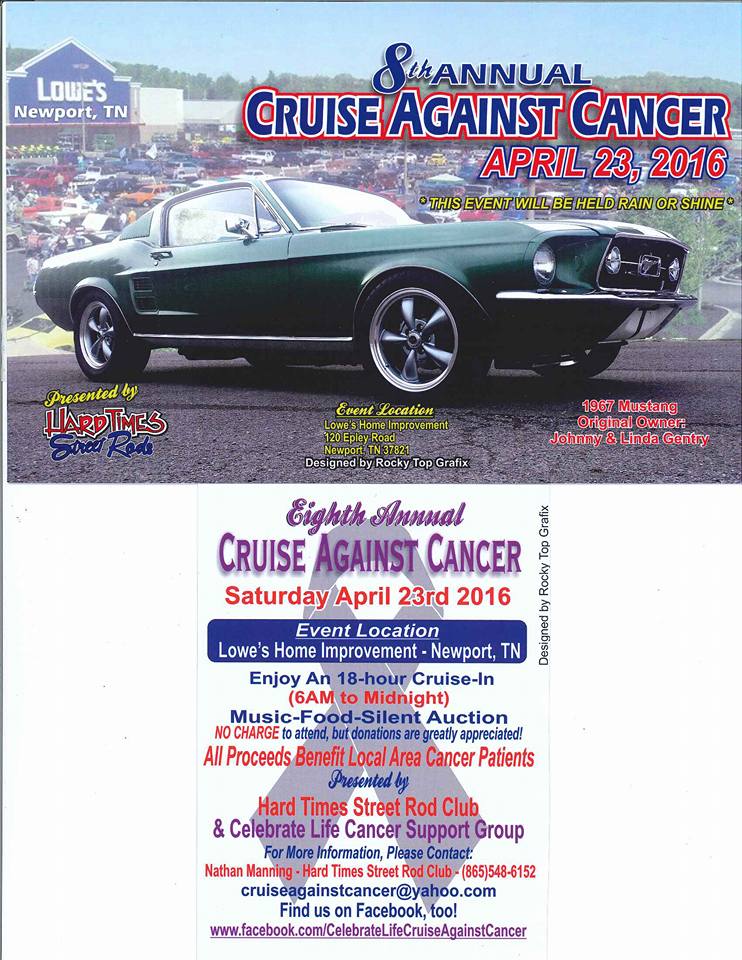 LOWE'S
Newport, TN
8th ANNUAL
CRUISE AGAINST CANCER
APRIL 23, 2016
* THIS EVENT WILL BE HELD RAIN OR SHINE *
Presented by
HARD TIMES
Street Rods
Event Location
Lowe's Home Improvement
120 Epley Road
Newport, TN 37821
Designed by Rocky Top Grafix
1967 Mustang
Original Owner:
Johnny & Linda Gentry
Eighth Annual
CRUISE AGAINST CANCER
Saturday April 23rd 2016
Event Location
Lowe's Home Improvement - Newport, TN
Enjoy An 18-hour Cruise-In
(6AM to Midnight)
Music-Food-Silent Auction
NO CHARGE to attend, but donations are greatly appreciated!
All Proceeds Benefit Local Area Cancer Patients
Presented by
Hard Times Street Rod Club
& Celebrate Life Cancer Support Group
For More Information, Please Contact:
Nathan Manning - Hard Times Street Rod Club - (865)548-6152
cruiseagainstcancer@yahoo.com
Find us on Facebook, too!
www.facebook.com/CelebrateLifeCruiseAgainstCancer
Designed by Rocky Top Grafix